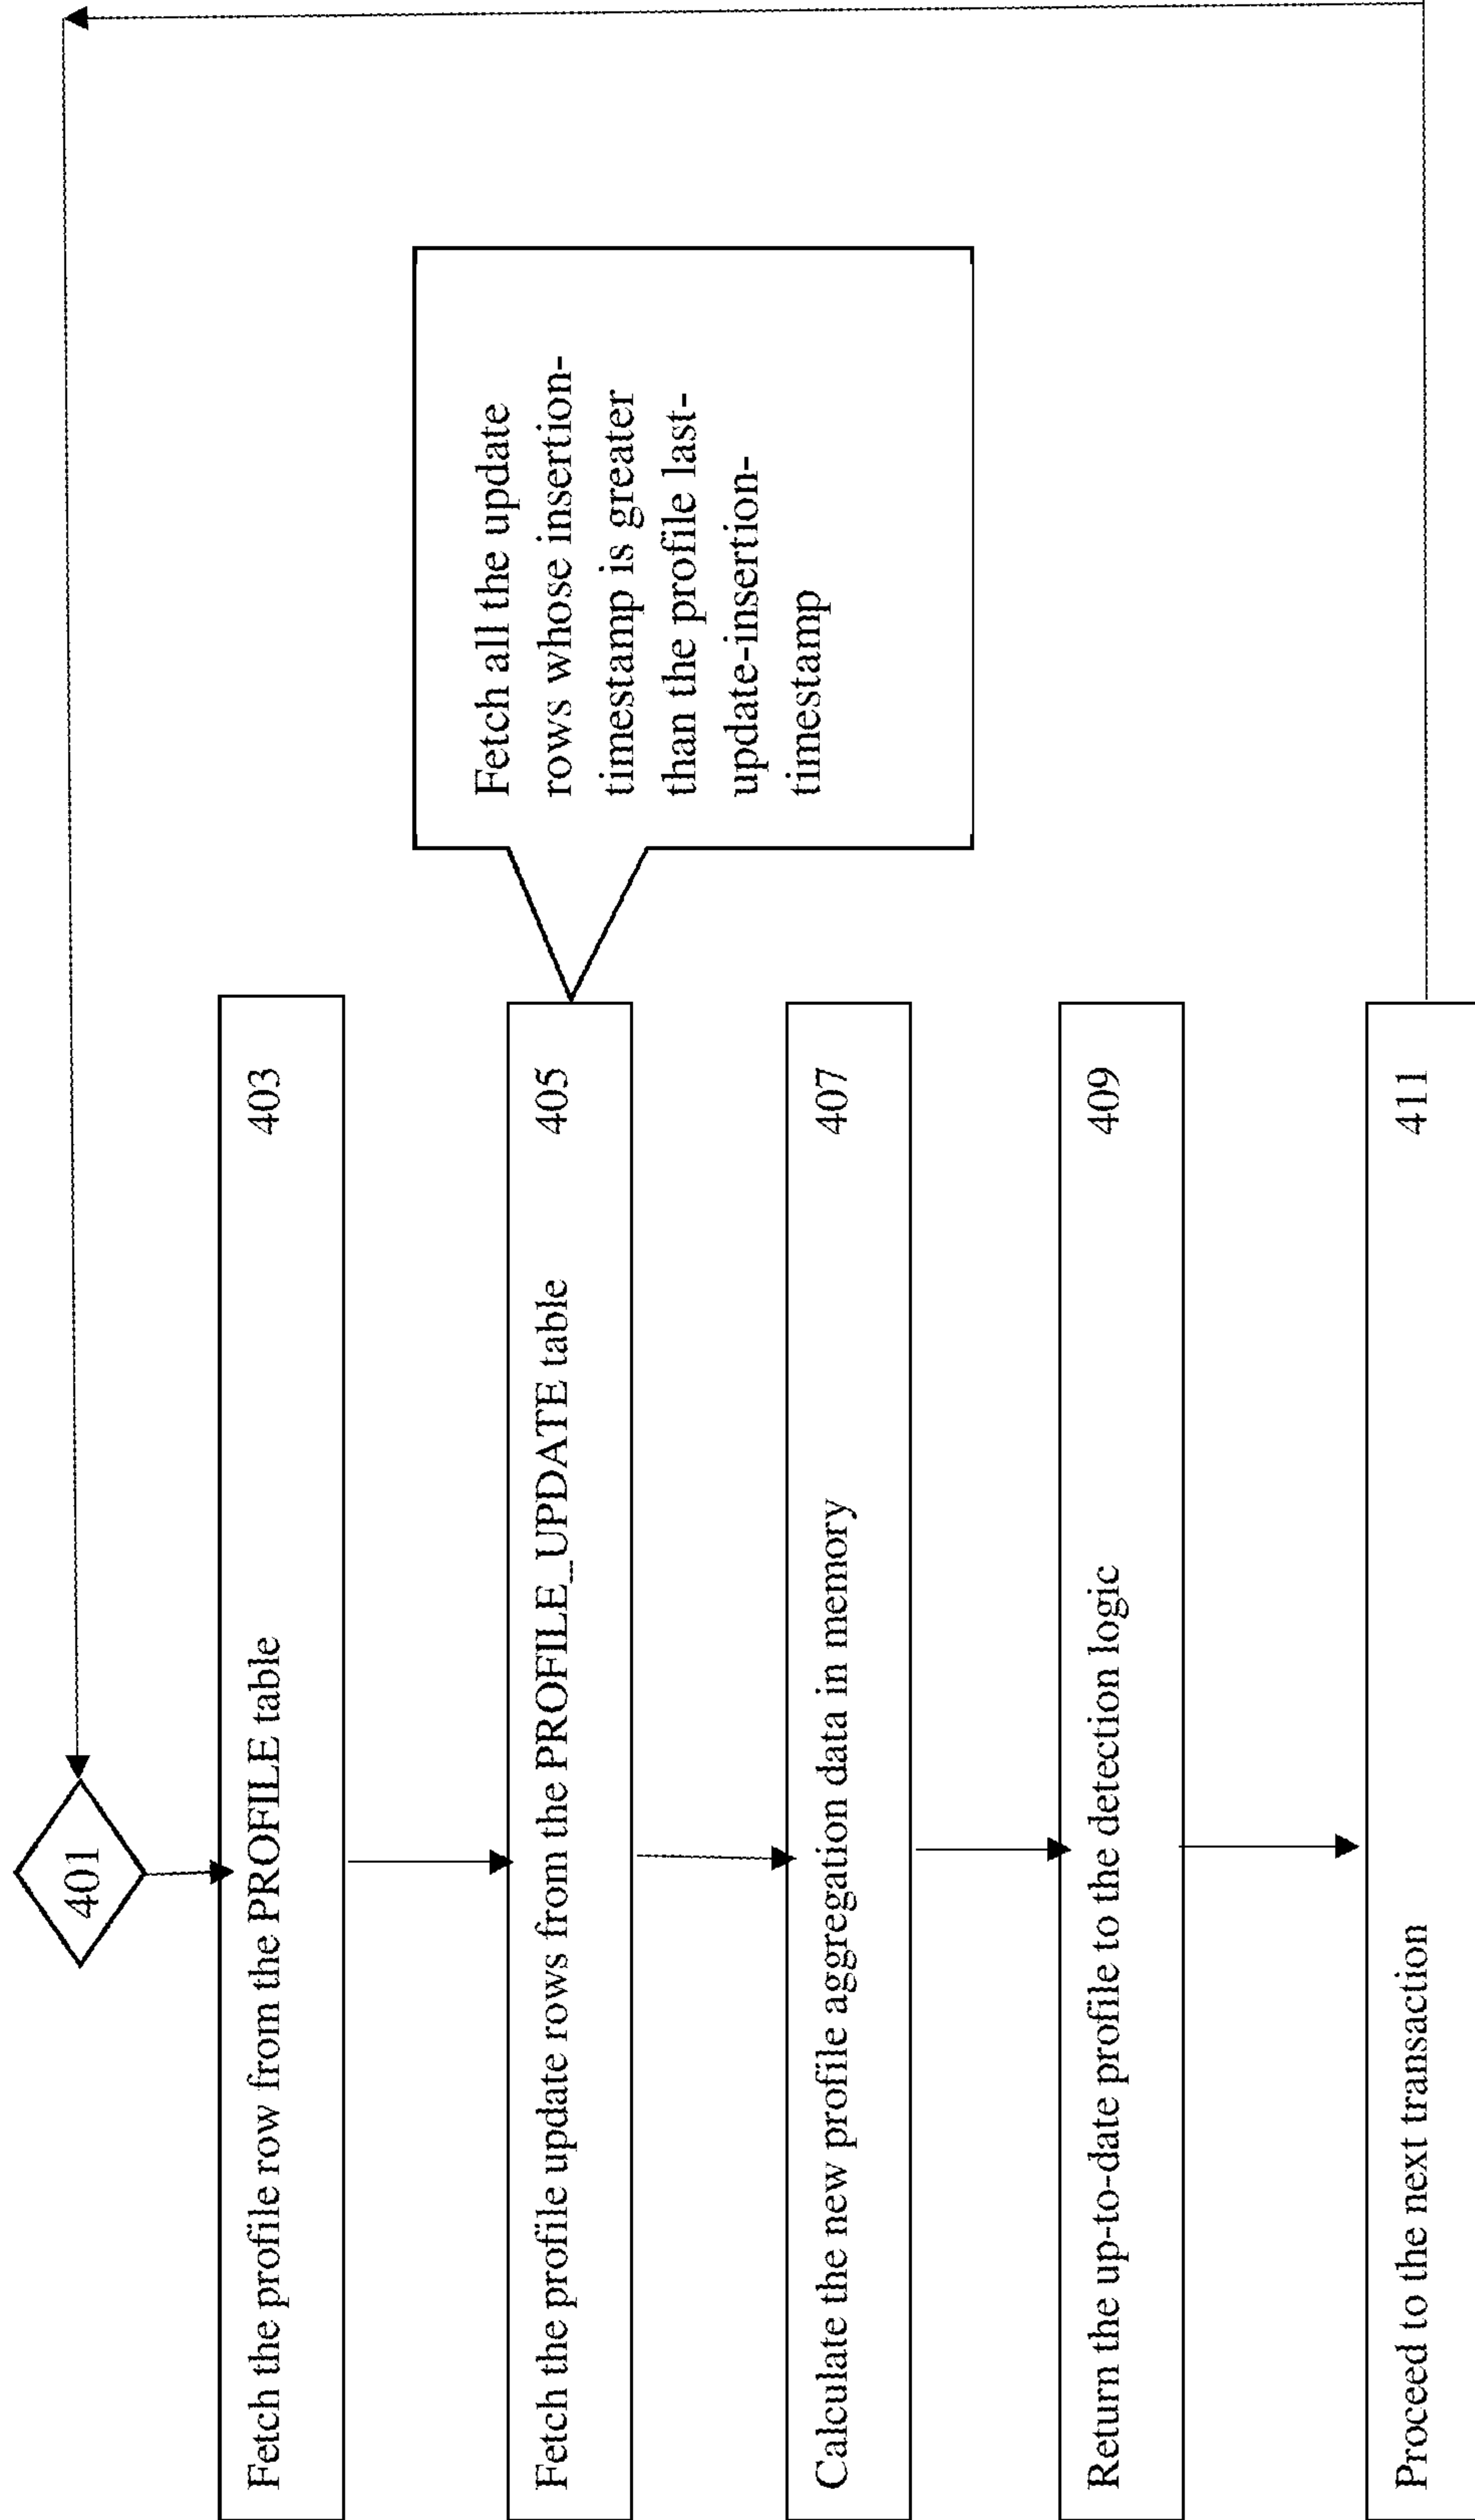 401
Fetch the profile row from the PROFILE table 403
Fetch the profile update rows from the PROFILE_UPDATE table 405
Fetch all the update
rows whose insertion-
timestamp is greater
than the profile last-
update-insertion-
timestamp
Calculate the new profile aggregation data in memory 407
Return the up-to-date profile to the detection logic 409
Proceed to the next transaction 411